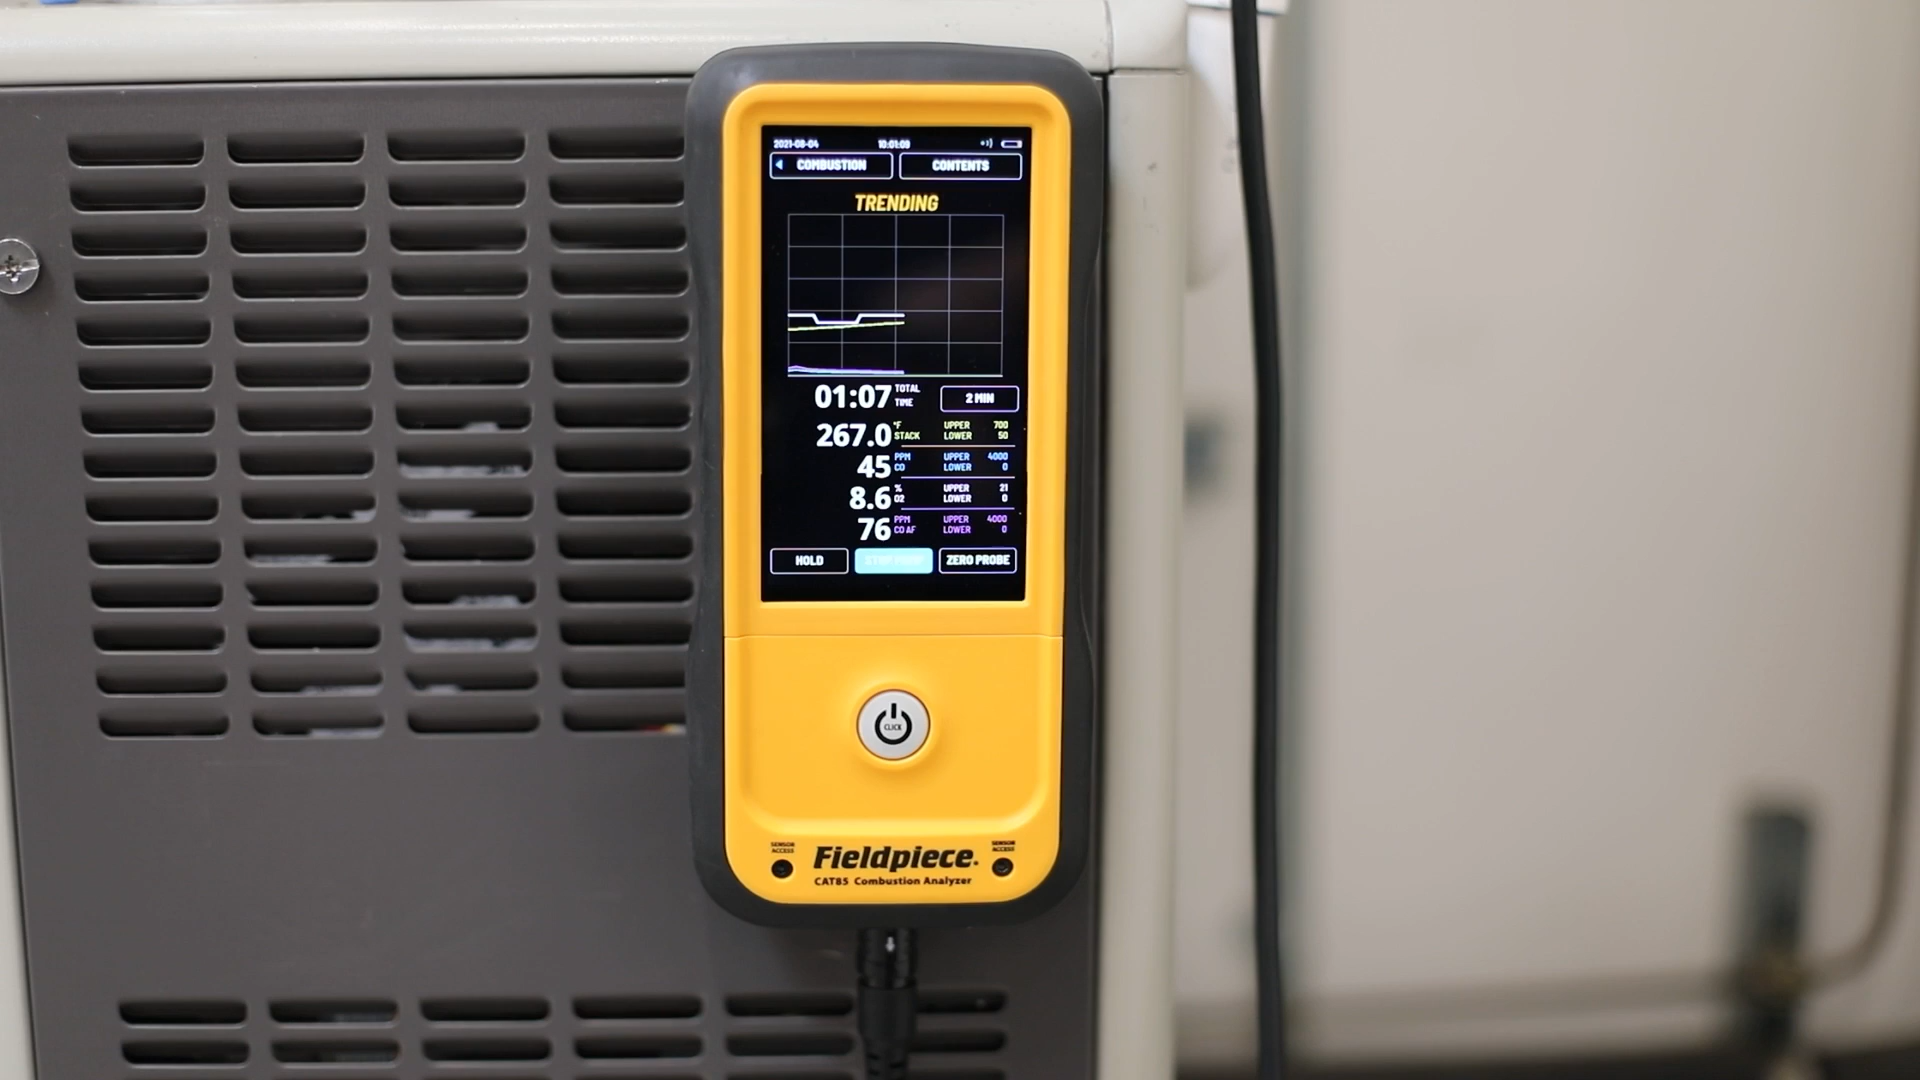 2021-08-04 10:01:09
COMBUSTION CONTENTS
TRENDING
01:07 TOTAL TIME 2 MIN
267.0 °F STACK UPPER 700 LOWER 50
45 PPM CO UPPER 4000 LOWER 0
8.6 % O2 UPPER 21 LOWER 0
76 PPM CO AF UPPER 4000 LOWER 0
HOLD ZERO PROBE
CLICK
SENSOR ACCESS SENSOR ACCESS
Fieldpiece
CAT85 Combustion Analyzer